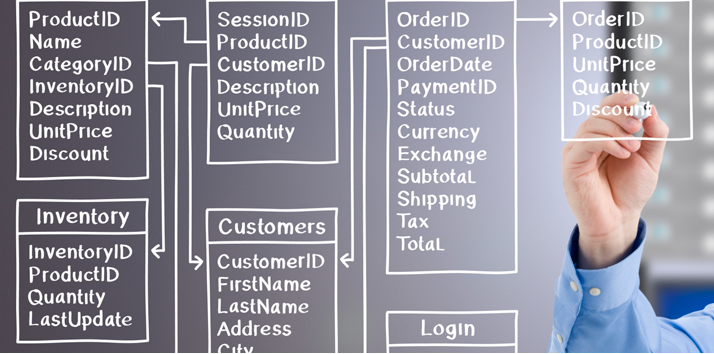 ProductID
Name
CategoryID
InventoryID
Description
UnitPrice
Discount
Inventory
InventoryID
ProductID
Quantity
LastUpdate
SessionID
ProductID
CustomerID
Description
UnitPrice
Quantity
Customers
CustomerID
FirstName
LastName
Address
City
OrderID
CustomerID
OrderDate
PaymentID
Status
Currency
Exchange
Subtotal
Shipping
Tax
Total
Login
OrderID
ProductID
UnitPrice
Quantity
Discount